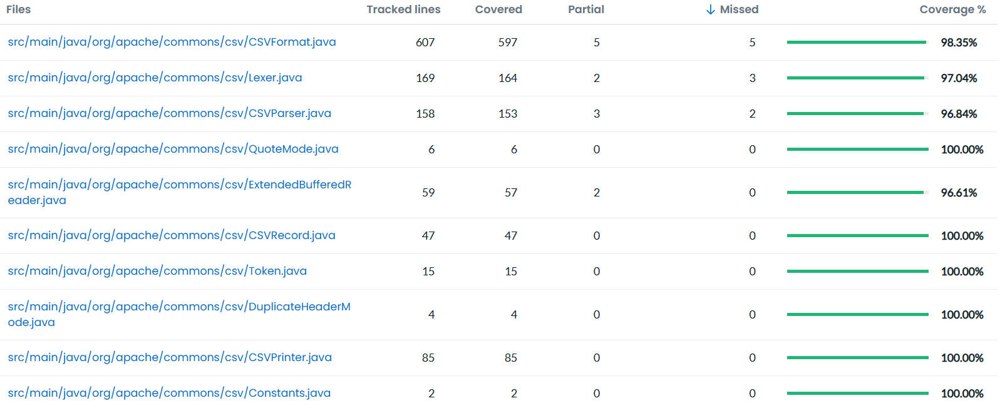 Files Tracked lines Covered Partial ↓ Missed Coverage %
src/main/java/org/apache/commons/csv/CSVFormat.java 607 597 5 5 98.35%
src/main/java/org/apache/commons/csv/Lexer.java 169 164 2 3 97.04%
src/main/java/org/apache/commons/csv/CSVParser.java 158 153 3 2 96.84%
src/main/java/org/apache/commons/csv/QuoteMode.java 6 6 0 0 100.00%
src/main/java/org/apache/commons/csv/ExtendedBufferedR
eader.java 59 57 2 0 96.61%
src/main/java/org/apache/commons/csv/CSVRecord.java 47 47 0 0 100.00%
src/main/java/org/apache/commons/csv/Token.java 15 15 0 0 100.00%
src/main/java/org/apache/commons/csv/DuplicateHeaderM
ode.java 4 4 0 0 100.00%
src/main/java/org/apache/commons/csv/CSVPrinter.java 85 85 0 0 100.00%
src/main/java/org/apache/commons/csv/Constants.java 2 2 0 0 100.00%